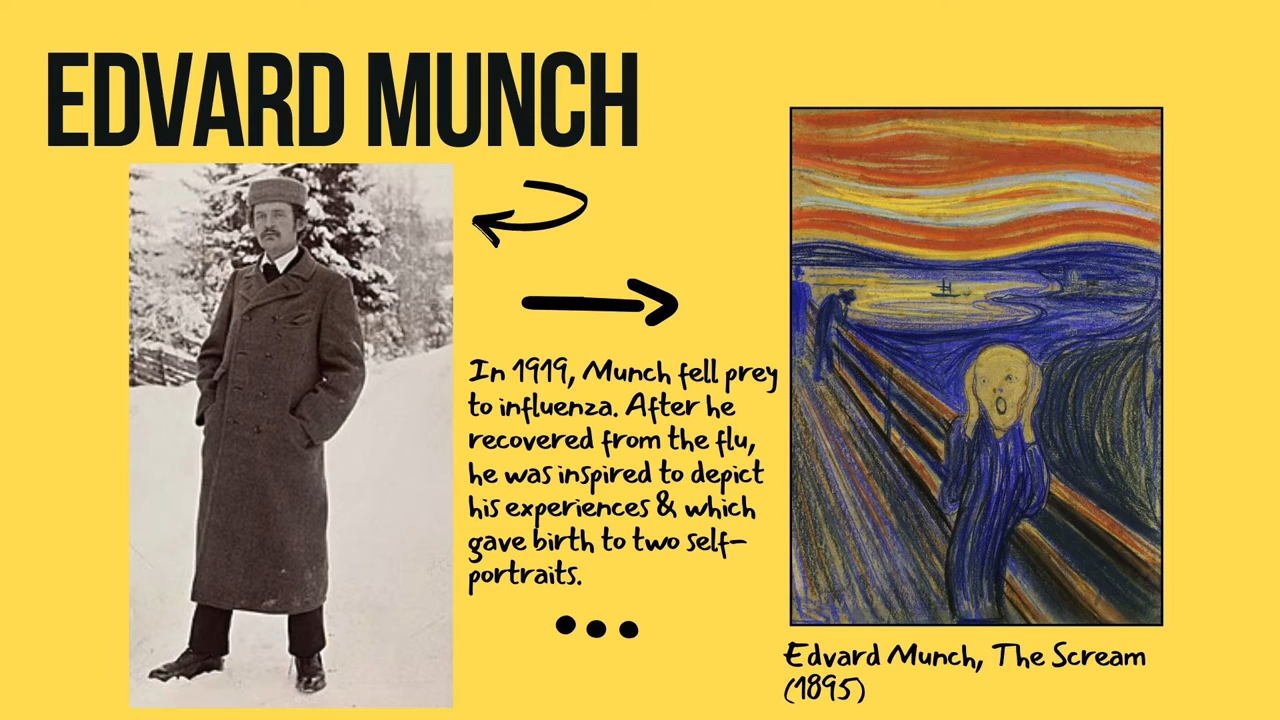 EDVARD MUNCH
In 1919, Munch fell prey
to influenza. After he
recovered from the flu,
he was inspired to depict
his experiences & which
gave birth to two self-
portraits.
Edvard Munch, The Scream
(1895)